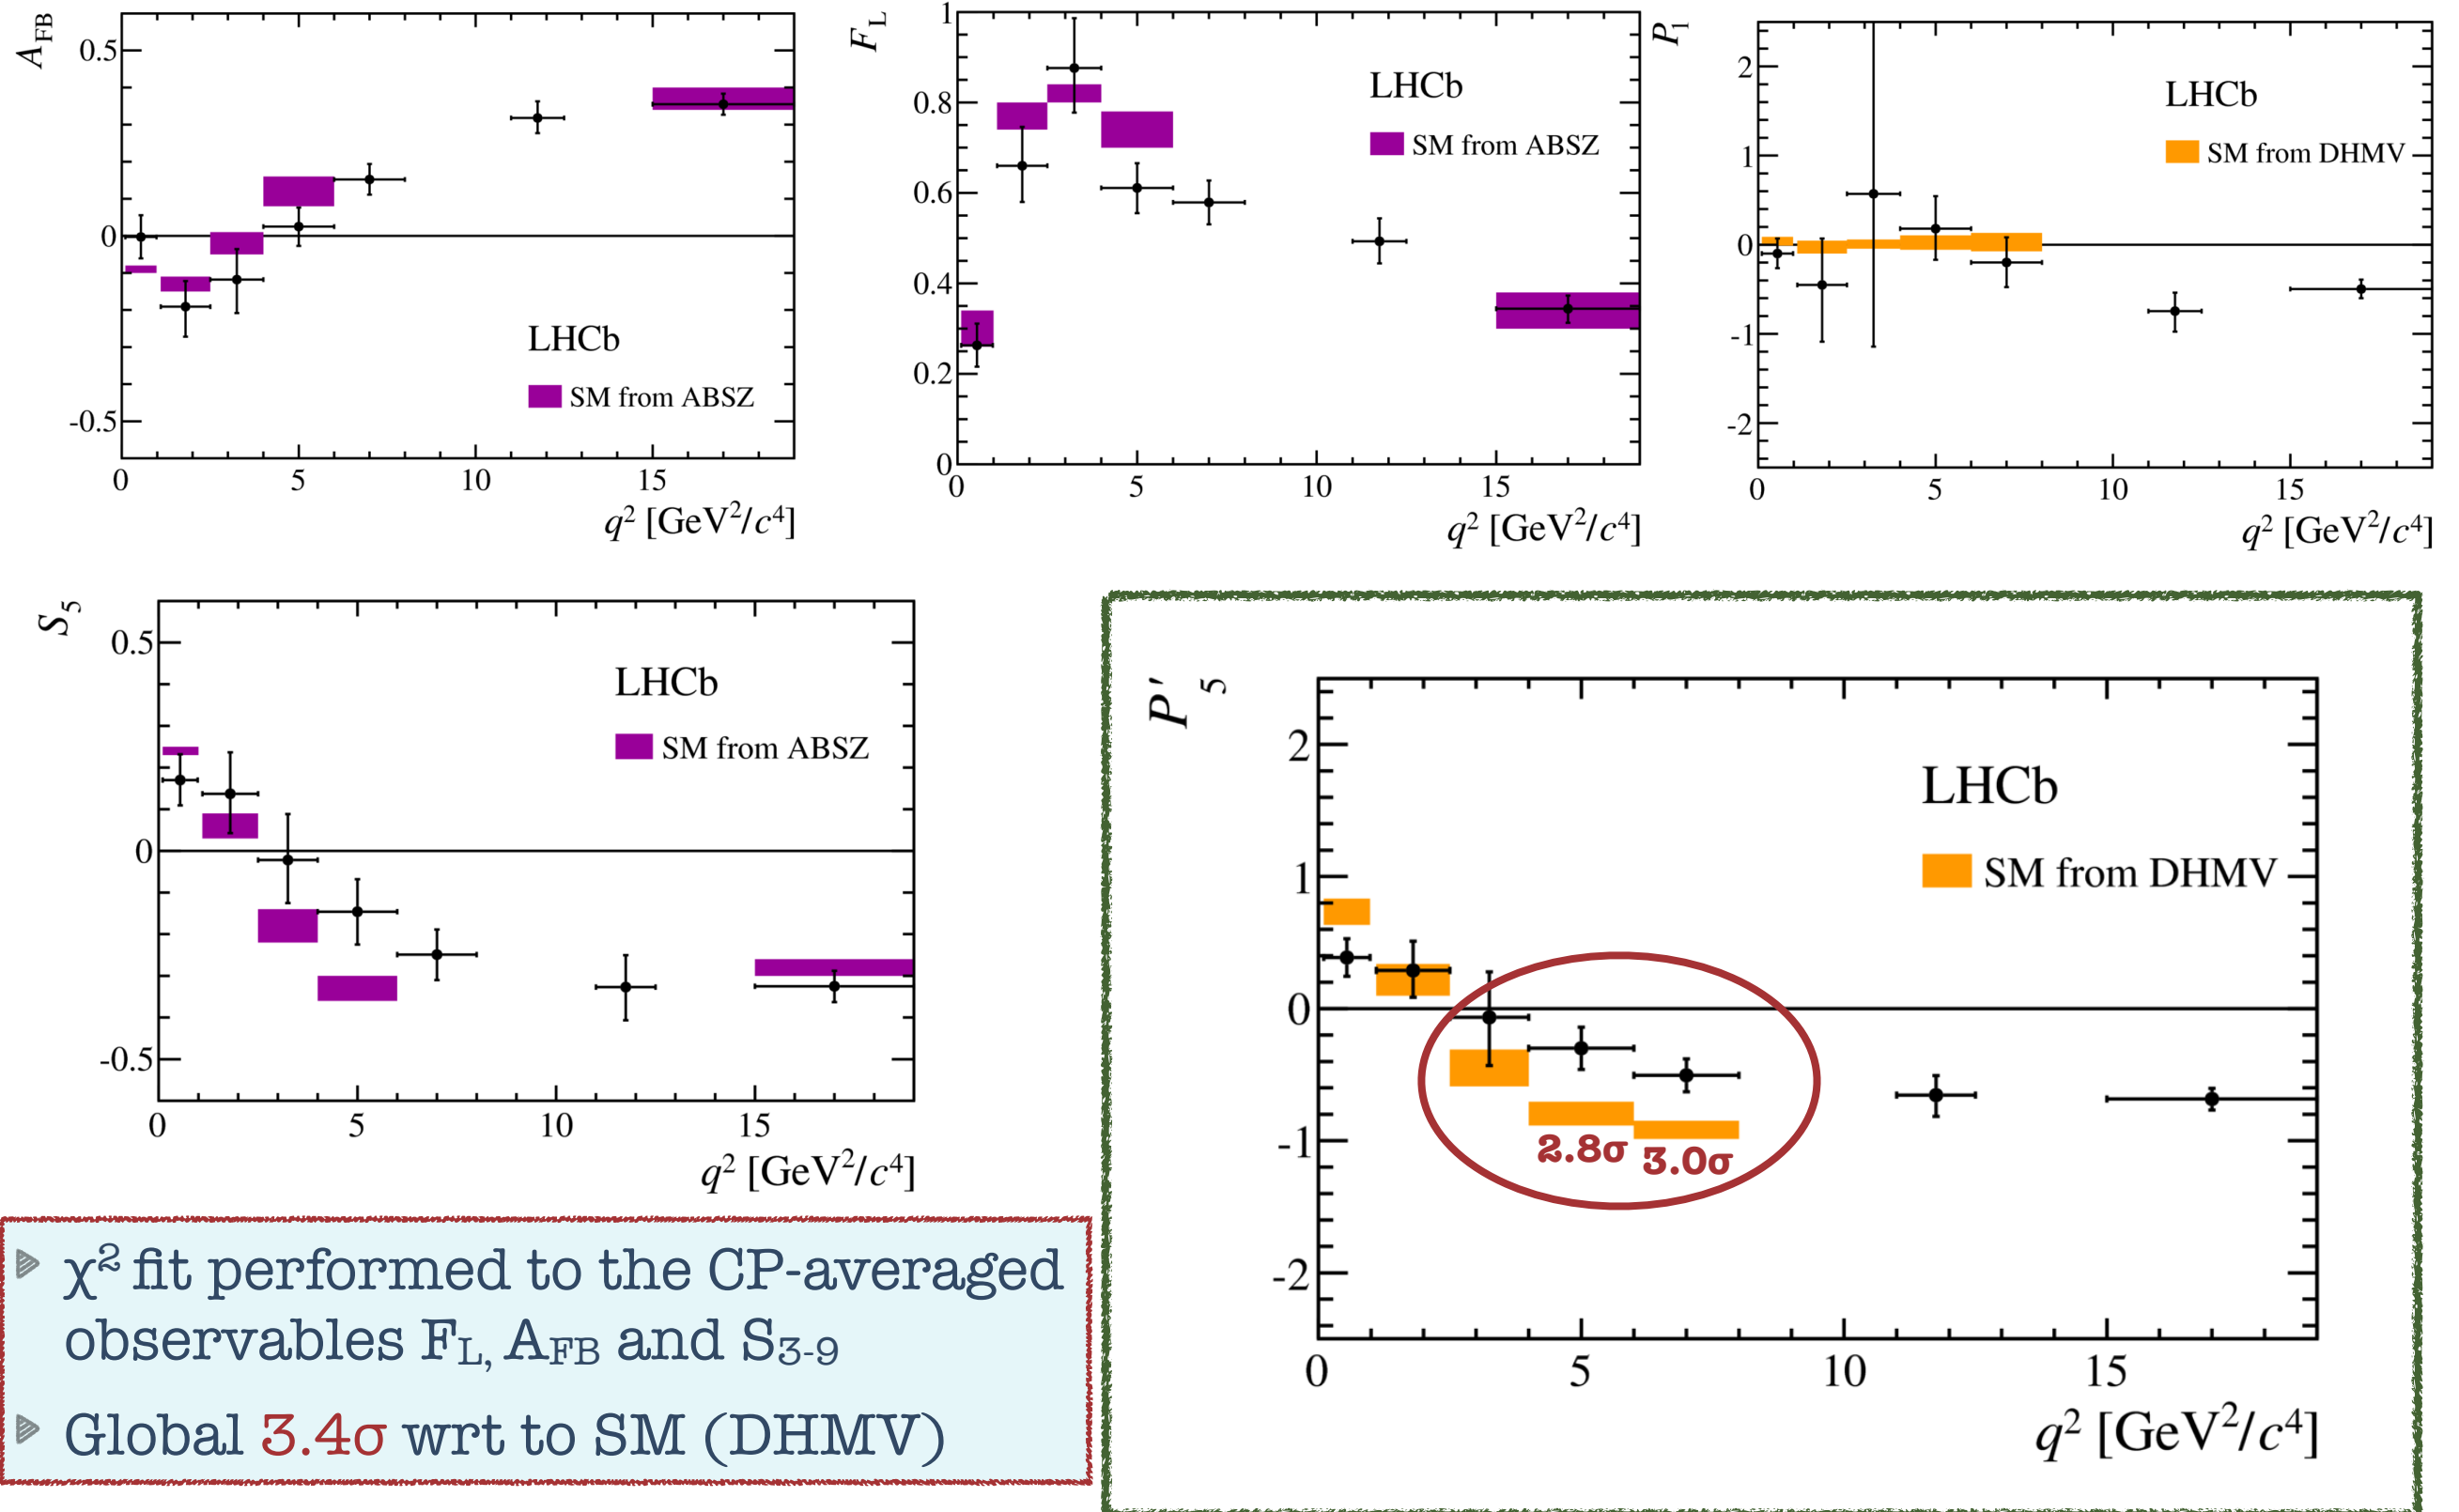 A_FB
0.5
0
-0.5
0 5 10 15
q² [GeV²/c⁴]
LHCb
SM from ABSZ
F_L
1
0.8
0.6
0.4
0.2
0
0 5 10 15
q² [GeV²/c⁴]
LHCb
SM from ABSZ
P₁
2
1
0
-1
-2
0 5 10 15
q² [GeV²/c⁴]
LHCb
SM from DHMV
S₅
0.5
0
-0.5
0 5 10 15
q² [GeV²/c⁴]
LHCb
SM from ABSZ
P′₅
2
1
0
-1
-2
0 5 10 15
q² [GeV²/c⁴]
LHCb
SM from DHMV
2.8σ 3.0σ
χ² fit performed to the CP-averaged
observables F_L, A_FB and S₃₋₉
Global 3.4σ wrt to SM (DHMV)